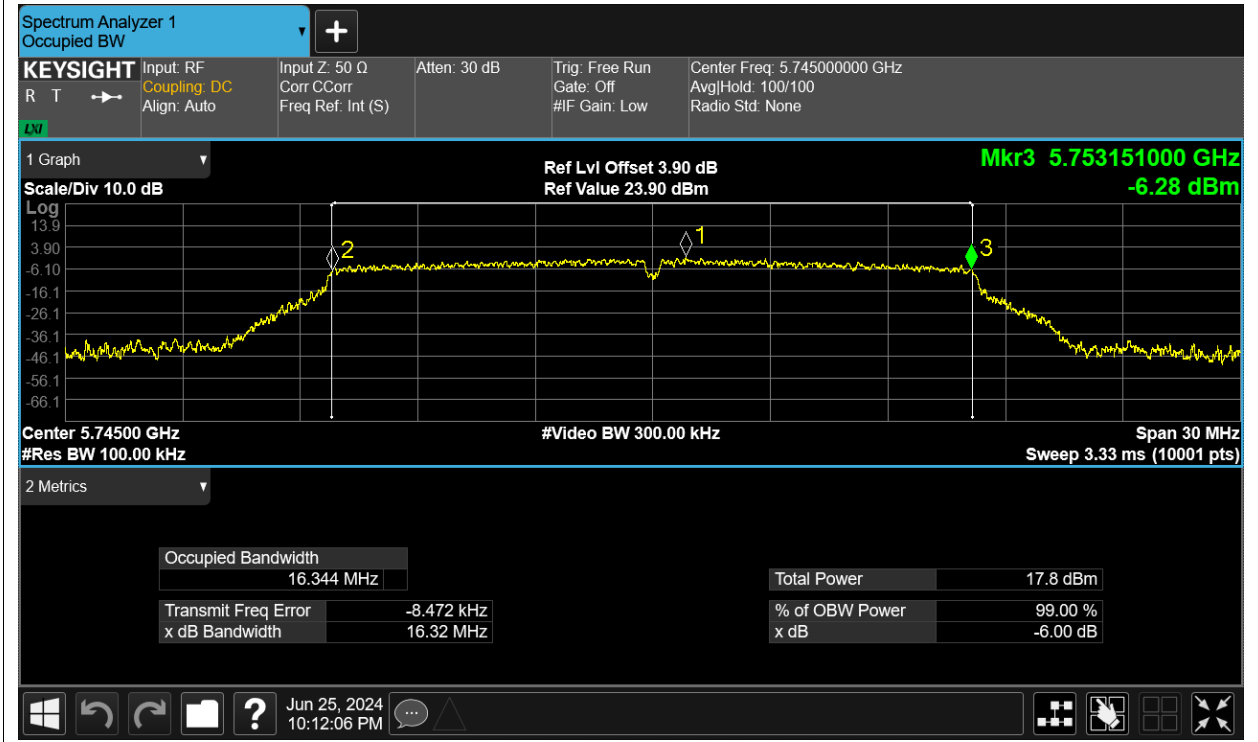 Spectrum Analyzer 1
Occupied BW
KEYSIGHT
R T
LXI
Input: RF
Coupling: DC
Align: Auto
Input Z: 50 Ω
Corr CCorr
Freq Ref: Int (S)
Atten: 30 dB
Trig: Free Run
Gate: Off
#IF Gain: Low
Center Freq: 5.745000000 GHz
Avg|Hold: 100/100
Radio Std: None
1 Graph
Scale/Div 10.0 dB
Ref Lvl Offset 3.90 dB
Ref Value 23.90 dBm
Mkr3 5.753151000 GHz
-6.28 dBm
Log
13.9
3.90
-6.10
-16.1
-26.1
-36.1
-46.1
-56.1
-66.1
2
1
3
Center 5.74500 GHz
#Video BW 300.00 kHz
Span 30 MHz
#Res BW 100.00 kHz
Sweep 3.33 ms (10001 pts)
2 Metrics
Occupied Bandwidth
16.344 MHz
Total Power 17.8 dBm
Transmit Freq Error -8.472 kHz
% of OBW Power 99.00 %
x dB Bandwidth 16.32 MHz
x dB -6.00 dB
?
Jun 25, 2024
10:12:06 PM